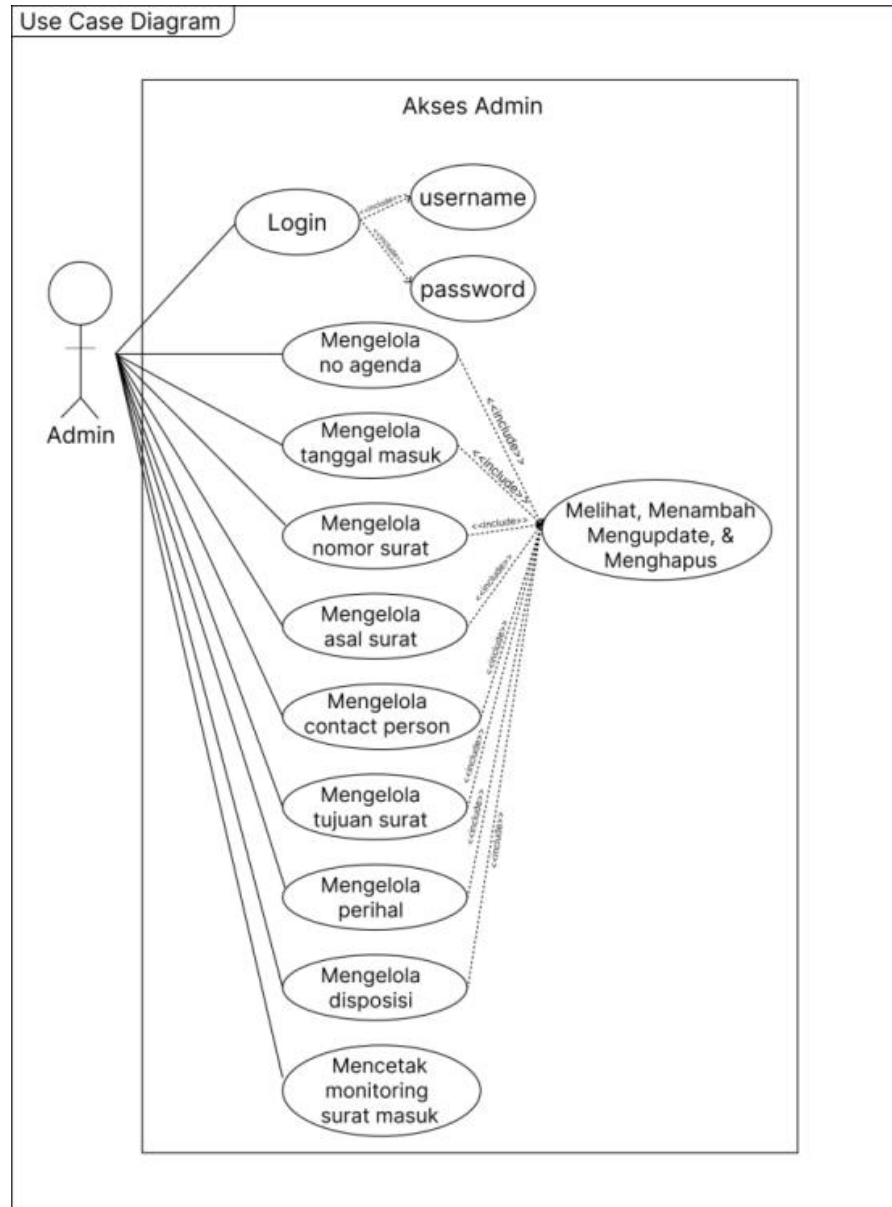 Use Case Diagram
Akses Admin
Login
<<include>>
username
<<include>>
password
Admin
Mengelola
no agenda
<<include>>
Mengelola
tanggal masuk
<<include>>
Mengelola
nomor surat
<<include>>
Melihat, Menambah
Mengupdate, &
Menghapus
Mengelola
asal surat
<<include>>
Mengelola
contact person
<<include>>
Mengelola
tujuan surat
<<include>>
Mengelola
perihal
<<include>>
Mengelola
disposisi
<<include>>
Mencetak
monitoring
surat masuk